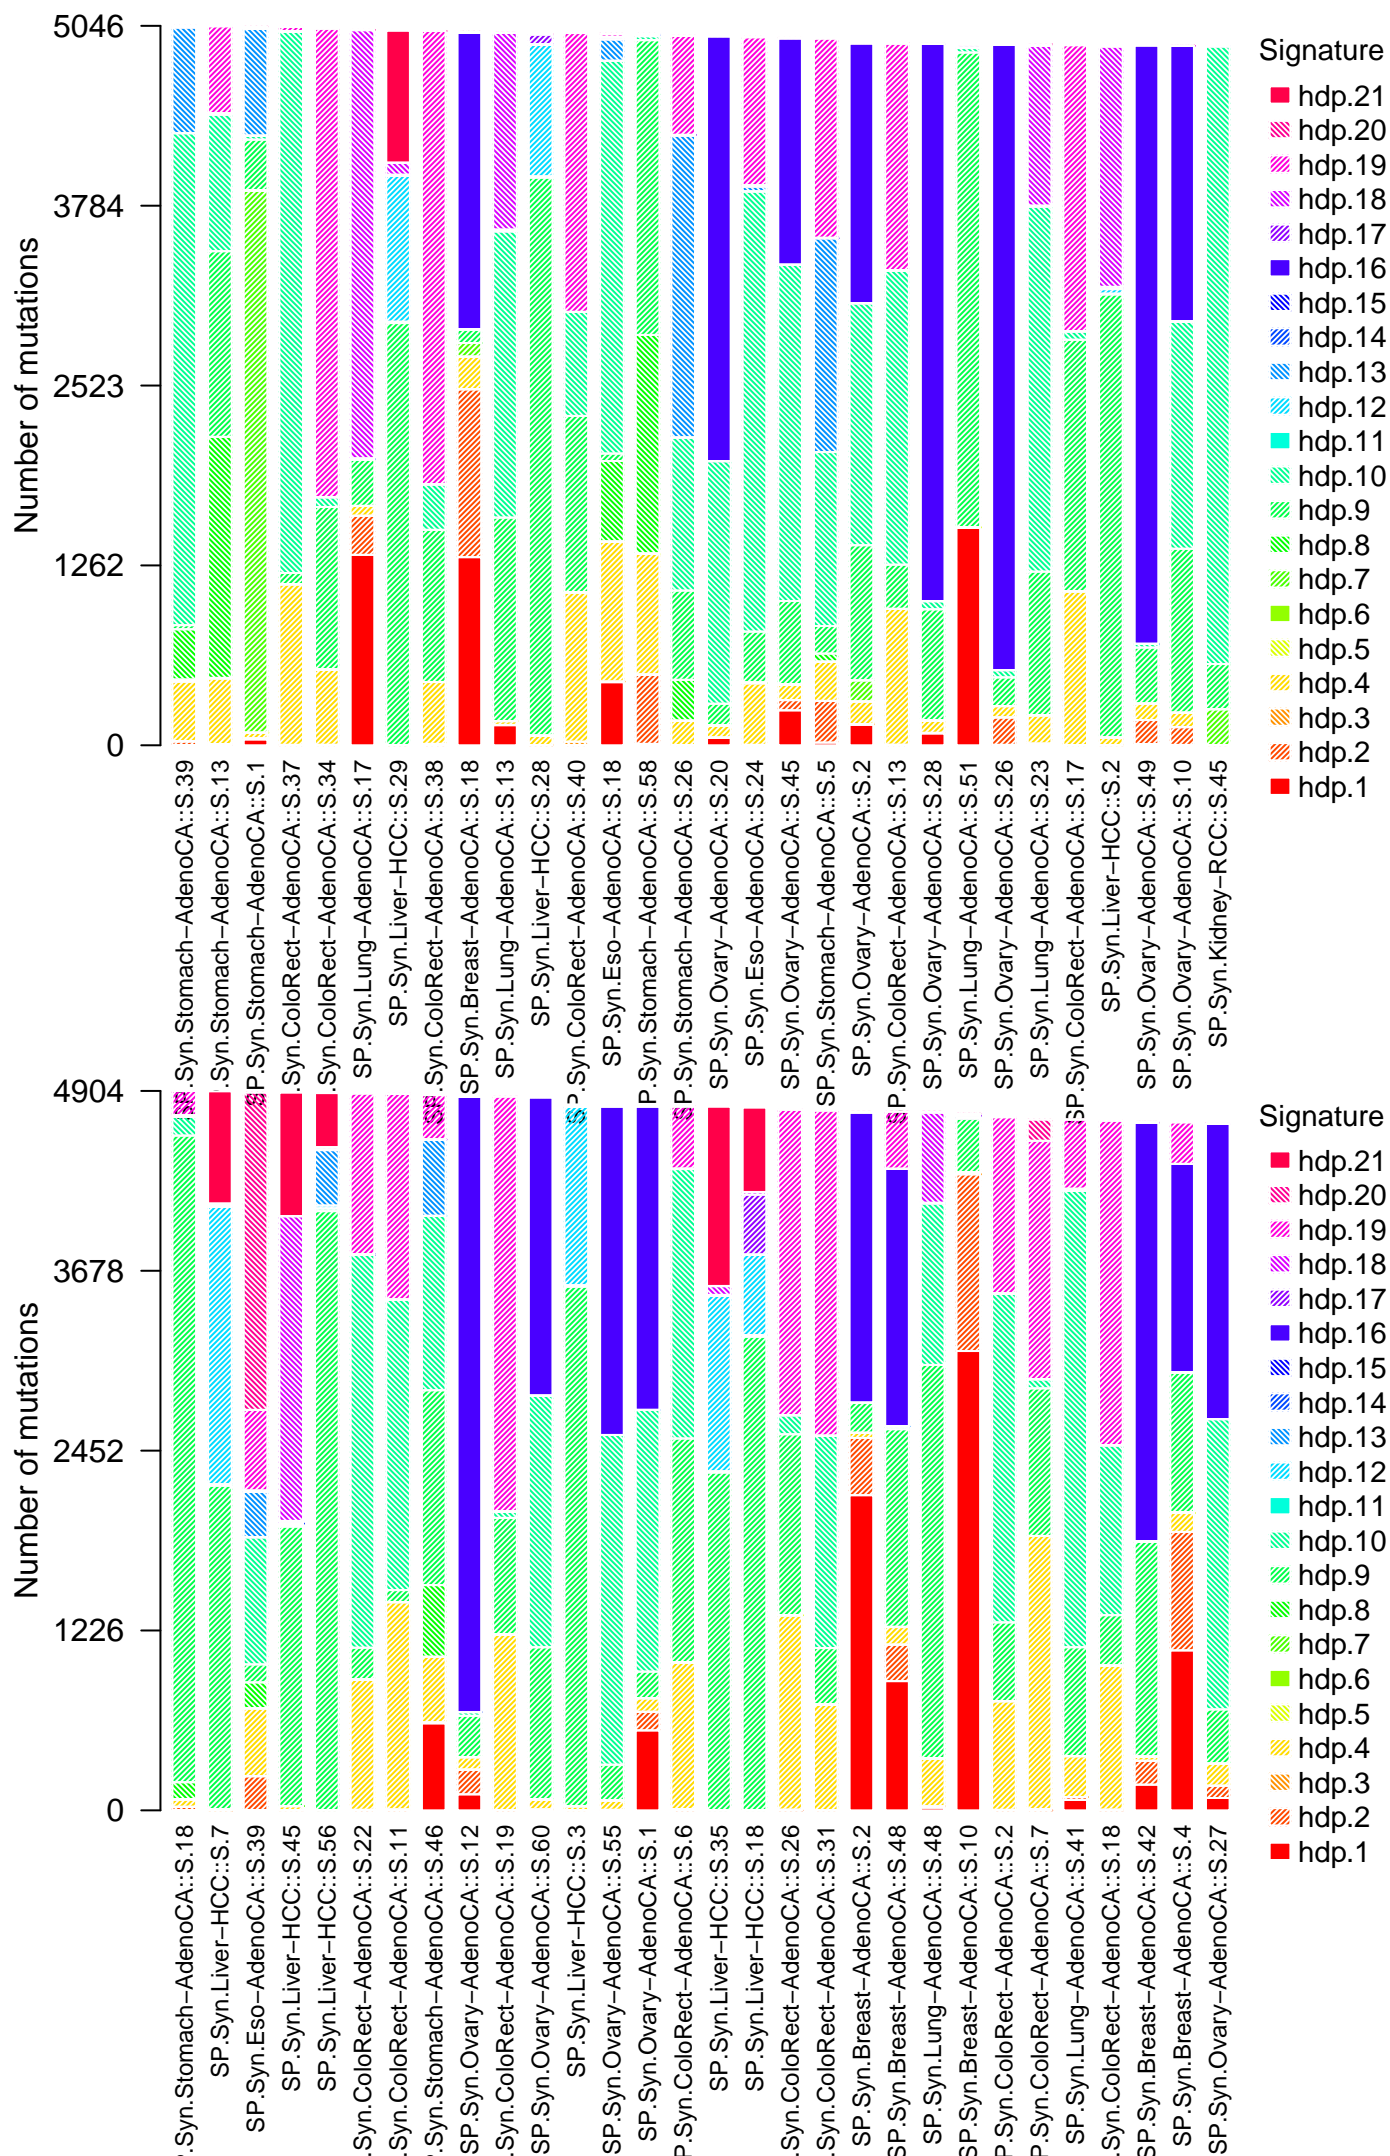 Number of mutations
5046
3784
2523
1262
0
Signature
hdp.21
hdp.20
hdp.19
hdp.18
hdp.17
hdp.16
hdp.15
hdp.14
hdp.13
hdp.12
hdp.11
hdp.10
hdp.9
hdp.8
hdp.7
hdp.6
hdp.5
hdp.4
hdp.3
hdp.2
hdp.1
SP.Syn.Stomach−AdenoCA::S.39
SP.Syn.Stomach−AdenoCA::S.13
SP.Syn.Stomach−AdenoCA::S.1
SP.Syn.ColoRect−AdenoCA::S.37
SP.Syn.ColoRect−AdenoCA::S.34
SP.Syn.Lung−AdenoCA::S.17
SP.Syn.Liver−HCC::S.29
SP.Syn.ColoRect−AdenoCA::S.38
SP.Syn.Breast−AdenoCA::S.18
SP.Syn.Lung−AdenoCA::S.13
SP.Syn.Liver−HCC::S.28
SP.Syn.ColoRect−AdenoCA::S.40
SP.Syn.Eso−AdenoCA::S.18
SP.Syn.Stomach−AdenoCA::S.58
SP.Syn.Stomach−AdenoCA::S.26
SP.Syn.Ovary−AdenoCA::S.20
SP.Syn.Eso−AdenoCA::S.24
SP.Syn.Ovary−AdenoCA::S.45
SP.Syn.Stomach−AdenoCA::S.5
SP.Syn.Ovary−AdenoCA::S.2
SP.Syn.ColoRect−AdenoCA::S.13
SP.Syn.Ovary−AdenoCA::S.28
SP.Syn.Lung−AdenoCA::S.51
SP.Syn.Ovary−AdenoCA::S.26
SP.Syn.Lung−AdenoCA::S.23
SP.Syn.ColoRect−AdenoCA::S.17
SP.Syn.Liver−HCC::S.2
SP.Syn.Ovary−AdenoCA::S.49
SP.Syn.Ovary−AdenoCA::S.10
SP.Syn.Kidney−RCC::S.45
Number of mutations
4904
3678
2452
1226
0
Signature
hdp.21
hdp.20
hdp.19
hdp.18
hdp.17
hdp.16
hdp.15
hdp.14
hdp.13
hdp.12
hdp.11
hdp.10
hdp.9
hdp.8
hdp.7
hdp.6
hdp.5
hdp.4
hdp.3
hdp.2
hdp.1
P.Syn.Stomach−AdenoCA::S.18
SP.Syn.Liver−HCC::S.7
SP.Syn.Eso−AdenoCA::S.39
SP.Syn.Liver−HCC::S.45
SP.Syn.Liver−HCC::S.56
.Syn.ColoRect−AdenoCA::S.22
.Syn.ColoRect−AdenoCA::S.11
P.Syn.Stomach−AdenoCA::S.46
SP.Syn.Ovary−AdenoCA::S.12
.Syn.ColoRect−AdenoCA::S.19
SP.Syn.Ovary−AdenoCA::S.60
SP.Syn.Liver−HCC::S.3
SP.Syn.Ovary−AdenoCA::S.55
SP.Syn.Ovary−AdenoCA::S.1
P.Syn.ColoRect−AdenoCA::S.6
SP.Syn.Liver−HCC::S.35
SP.Syn.Liver−HCC::S.18
.Syn.ColoRect−AdenoCA::S.26
.Syn.ColoRect−AdenoCA::S.31
SP.Syn.Breast−AdenoCA::S.2
SP.Syn.Breast−AdenoCA::S.48
SP.Syn.Lung−AdenoCA::S.48
SP.Syn.Breast−AdenoCA::S.10
P.Syn.ColoRect−AdenoCA::S.2
P.Syn.ColoRect−AdenoCA::S.7
SP.Syn.Lung−AdenoCA::S.41
.Syn.ColoRect−AdenoCA::S.18
SP.Syn.Breast−AdenoCA::S.42
SP.Syn.Breast−AdenoCA::S.4
SP.Syn.Ovary−AdenoCA::S.27